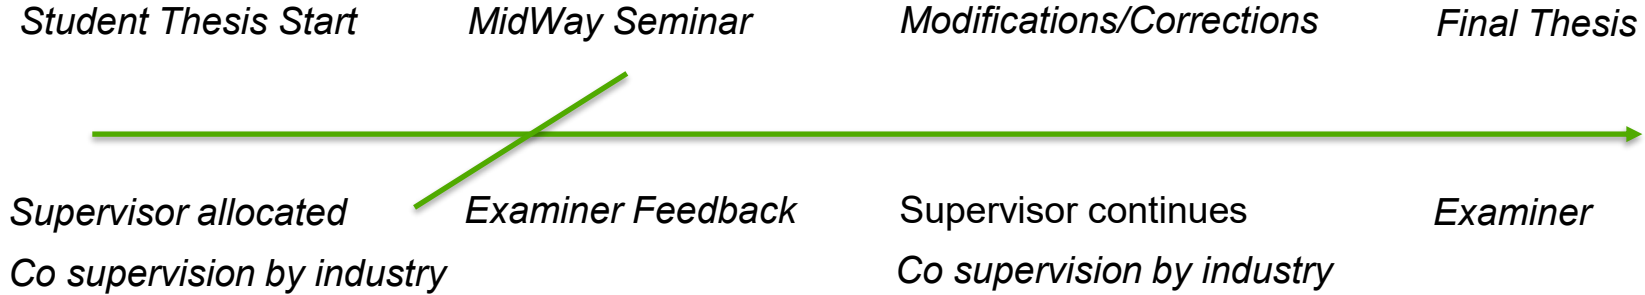 Student Thesis Start
MidWay Seminar
Modifications/Corrections
Final Thesis
Supervisor allocated
Co supervision by industry
Examiner Feedback
Supervisor continues
Co supervision by industry
Examiner